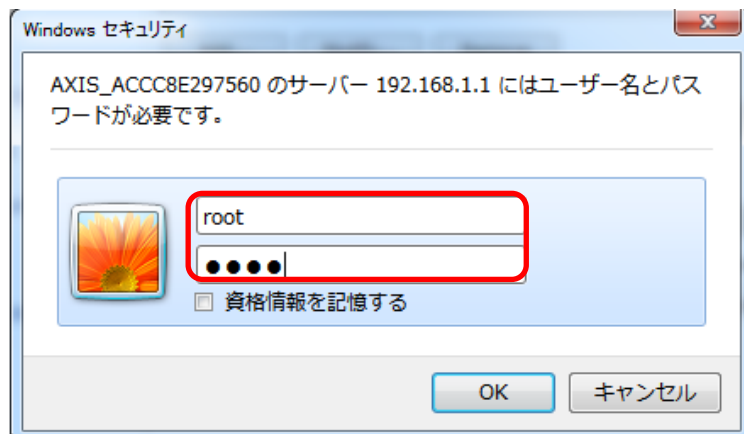 Windows セキュリティ
AXIS_ACCC8E297560 のサーバー 192.168.1.1 にはユーザー名とパス
ワードが必要です。
root
●●●●
資格情報を記憶する
OK
キャンセル